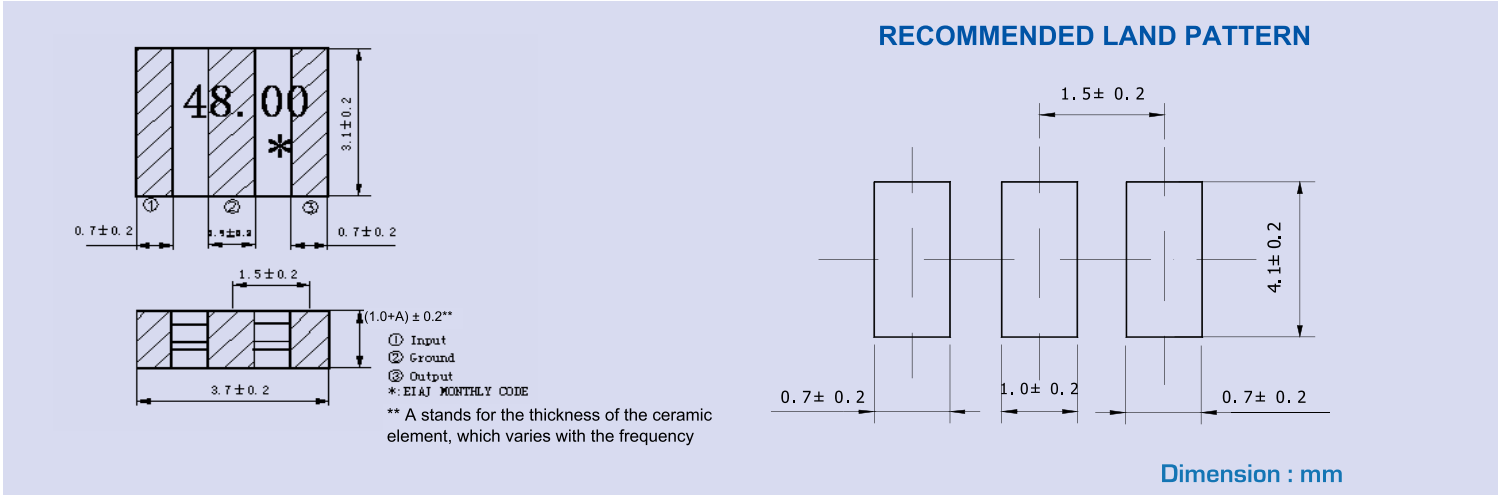 RECOMMENDED LAND PATTERN
48.00
*
3.1±0.2
① ② ③
0.7±0.2
0.7±0.2
1.5±0.2
(1.0+A) ± 0.2**
3.7±0.2
① Input
② Ground
③ Output
*:EIAJ MONTHLY CODE
** A stands for the thickness of the ceramic
element, which varies with the frequency
1.5± 0.2
4.1± 0.2
0.7± 0.2
1.0± 0.2
0.7± 0.2
Dimension : mm